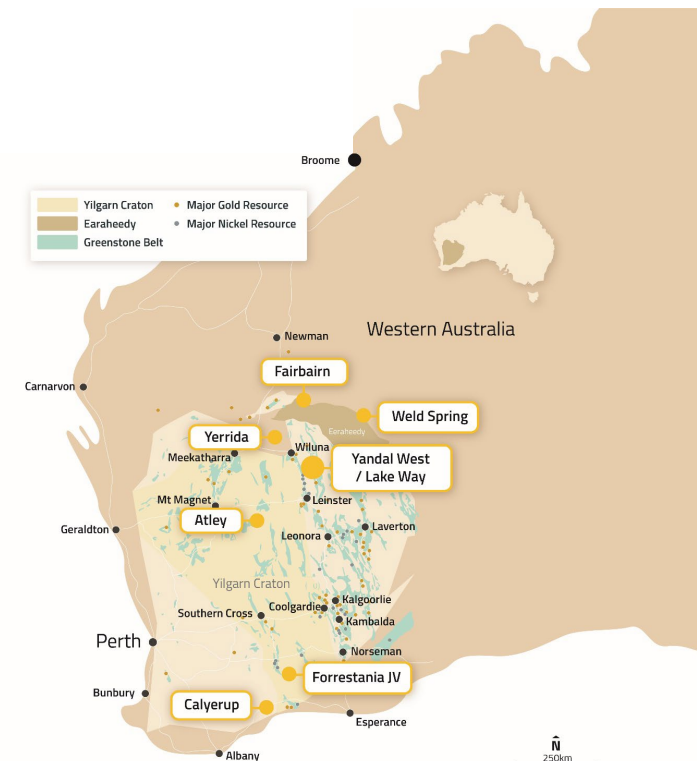 Broome
Yilgarn Craton
Major Gold Resource
Earaheedy
Major Nickel Resource
Greenstone Belt
Western Australia
Newman
Fairbairn
Carnarvon
Weld Spring
Eeraheedy
Yerrida
Wiluna
Meekatharra
Yandal West
/ Lake Way
Mt Magnet
Leinster
Atley
Laverton
Geraldton
Leonora
Yilgarn Craton
Kalgoorlie
Coolgardie
Southern Cross
Kambalda
Perth
Norseman
Forrestania JV
Bunbury
Calyerup
Esperance
N
250km
Albany